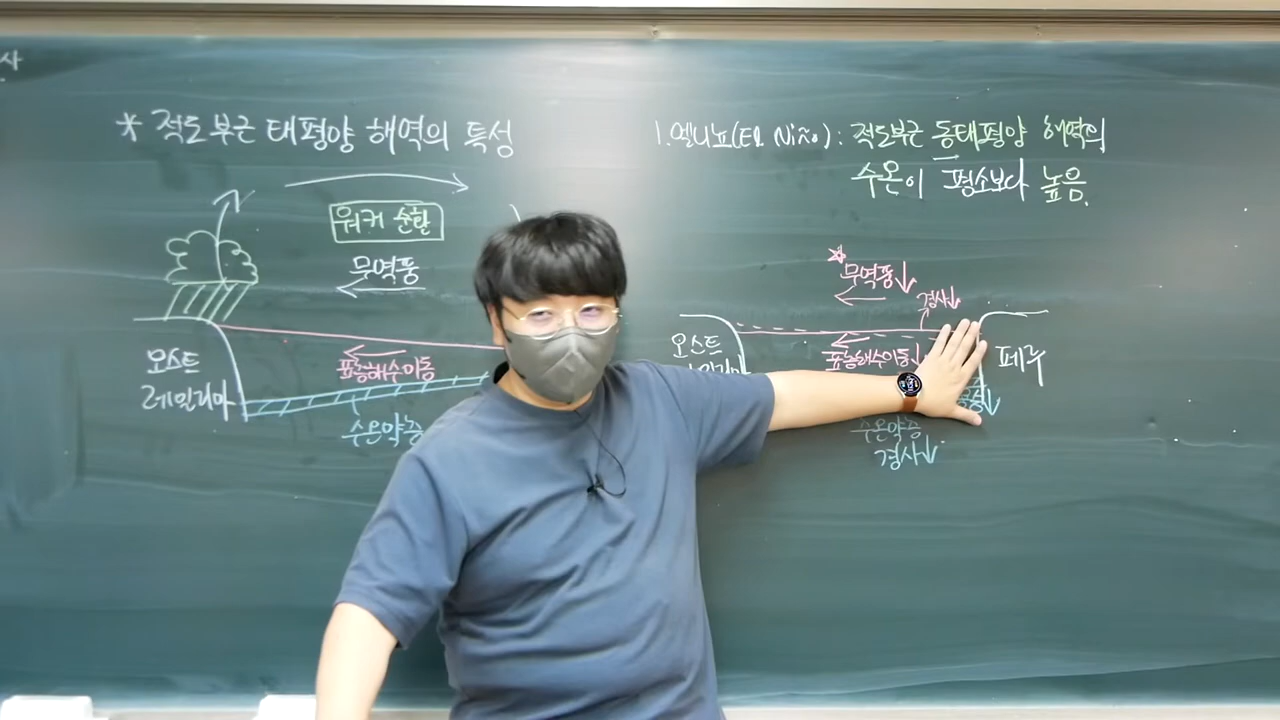 사
* 적도부근 태평양 해역의 특성
워커 순환
무역풍
오스트
레일리아
표층해수이동
수온약층
1. 엘니뇨(El Niño) : 적도부근 동태평양 해역의
수온이 평소보다 높음.
*무역풍↓
경사↓
오스트
표층해수이동↓
페루
수온약층
경사↓